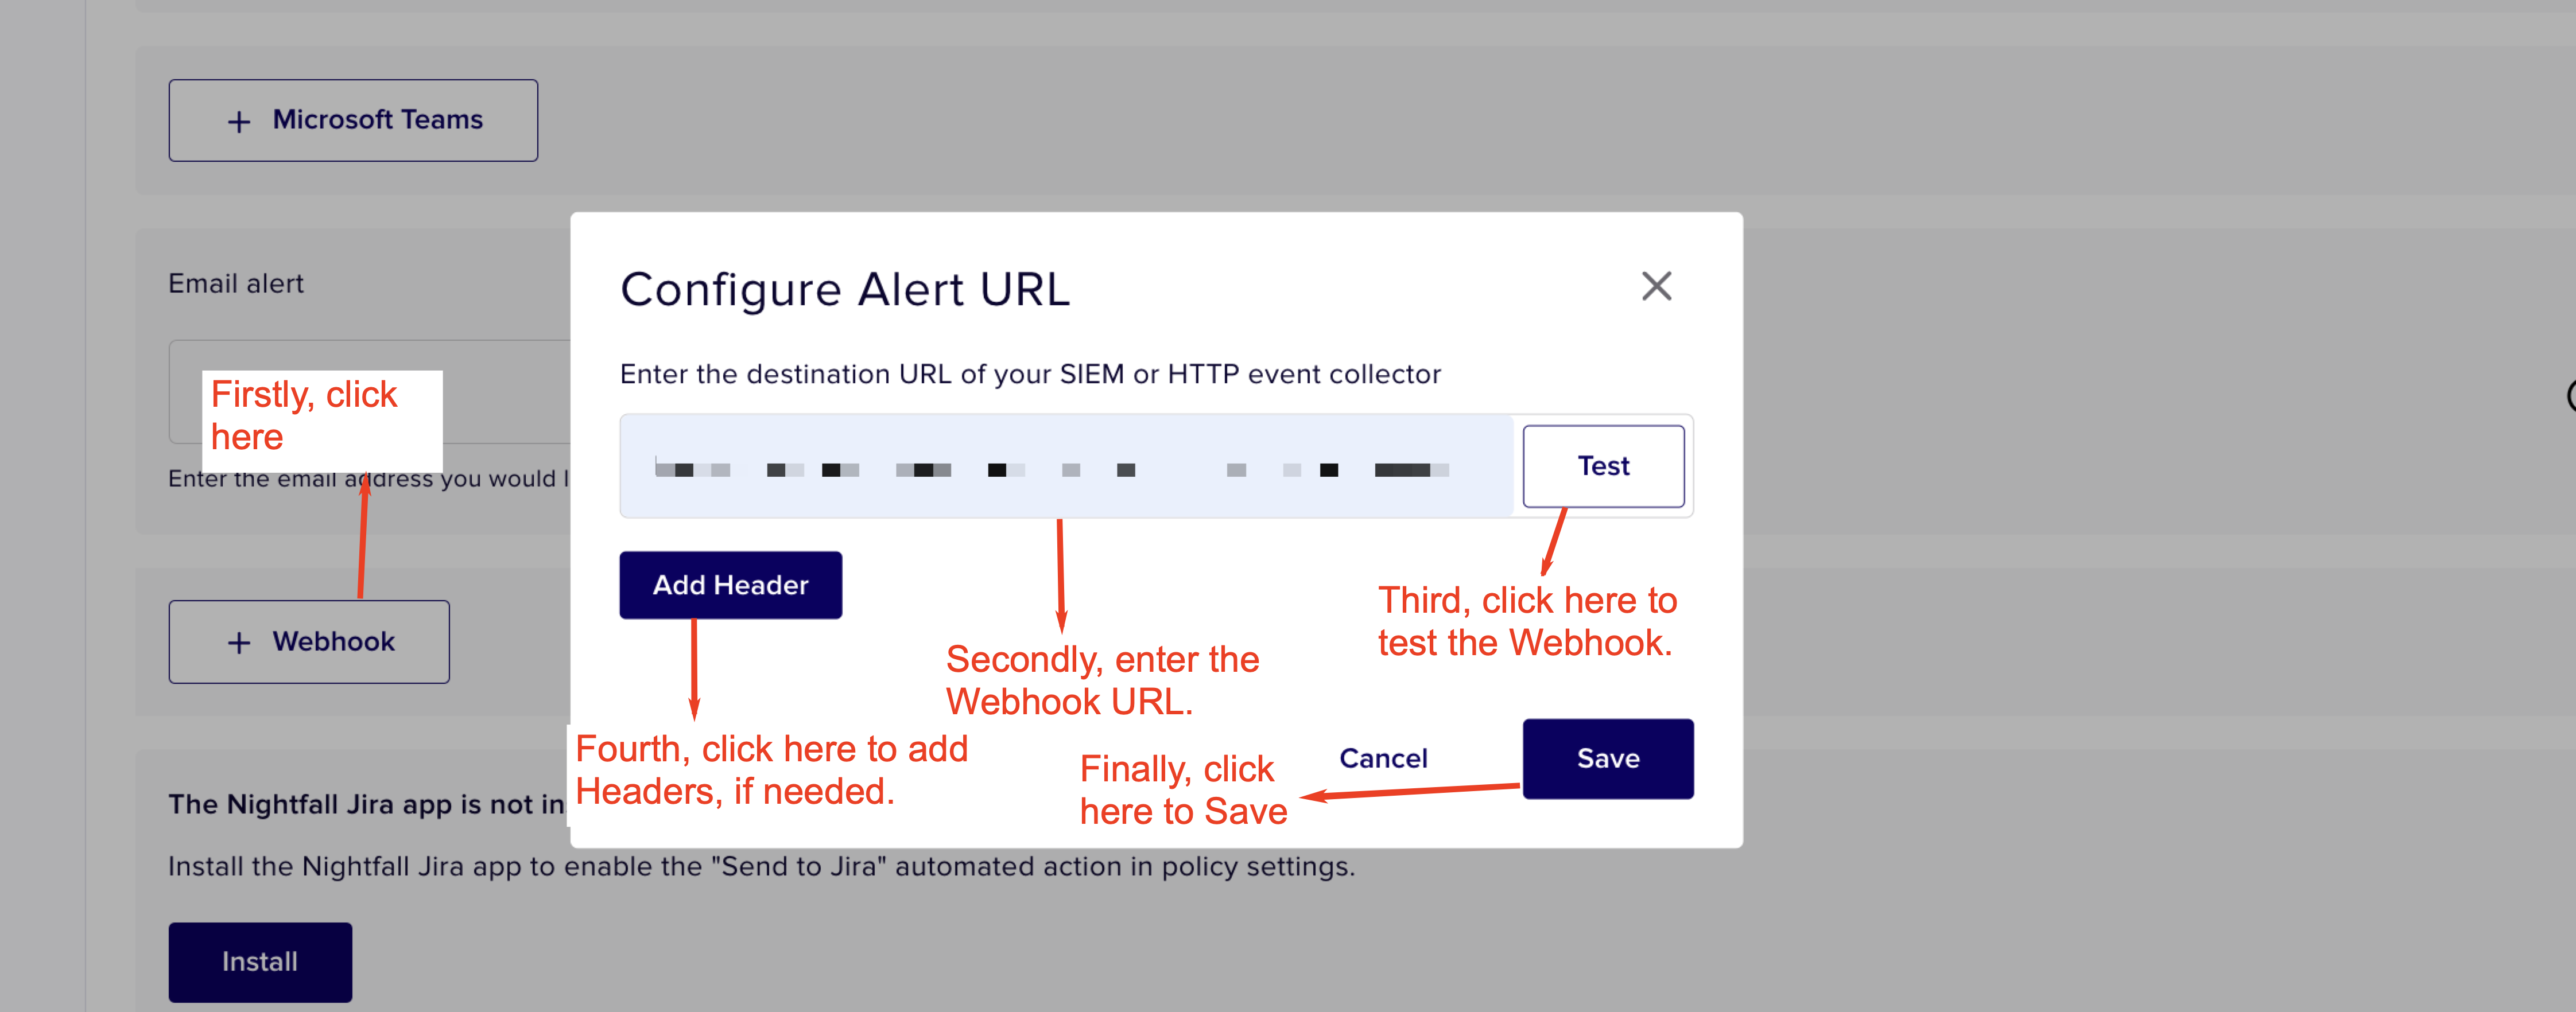 + Microsoft Teams
Email alert
Firstly, click
here
Enter the email address you would l
+ Webhook
Configure Alert URL
Enter the destination URL of your SIEM or HTTP event collector
Test
Add Header
Third, click here to
test the Webhook.
Secondly, enter the
Webhook URL.
Fourth, click here to add
Headers, if needed.
Finally, click
here to Save
Cancel
Save
The Nightfall Jira app is not in
Install the Nightfall Jira app to enable the "Send to Jira" automated action in policy settings.
Install